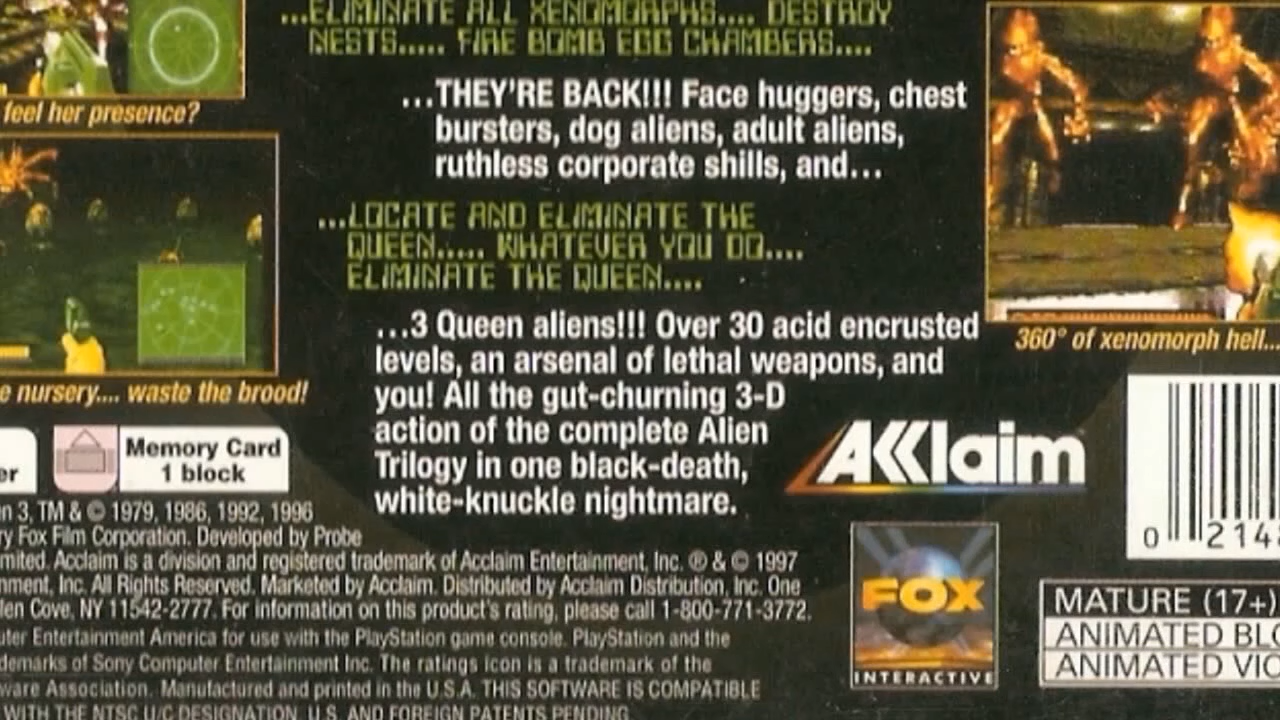 ...ELIMINATE ALL XENOMORPHS.... DESTROY
NESTS..... FIRE BOMB EGG CHAMBERS....
feel her presence?
...THEY'RE BACK!!! Face huggers, chest
bursters, dog aliens, adult aliens,
ruthless corporate shills, and...
...LOCATE AND ELIMINATE THE
QUEEN..... WHATEVER YOU DO....
ELIMINATE THE QUEEN....
...3 Queen aliens!!! Over 30 acid encrusted
levels, an arsenal of lethal weapons, and
you! All the gut-churning 3-D
action of the complete Alien
Trilogy in one black-death,
white-knuckle nightmare.
360° of xenomorph hell...
e nursery.... waste the brood!
er
Memory Card
1 block
AKKlaim
n 3, TM & © 1979, 1986, 1992, 1996
ry Fox Film Corporation. Developed by Probe
mited. Acclaim is a division and registered trademark of Acclaim Entertainment, Inc. ® & © 1997
nment, Inc. All Rights Reserved. Marketed by Acclaim. Distributed by Acclaim Distribution, Inc. One
len Cove, NY 11542-2777. For information on this product's rating, please call 1-800-771-3772.
uter Entertainment America for use with the PlayStation game console. PlayStation and the
demarks of Sony Computer Entertainment Inc. The ratings icon is a trademark of the
ware Association. Manufactured and printed in the U.S.A. THIS SOFTWARE IS COMPATIBLE
WITH THE NTSC U/C DESIGNATION. U.S. AND FOREIGN PATENTS PENDING
FOX
INTERACTIVE
0 214
MATURE (17+)
ANIMATED BLO
ANIMATED VIO